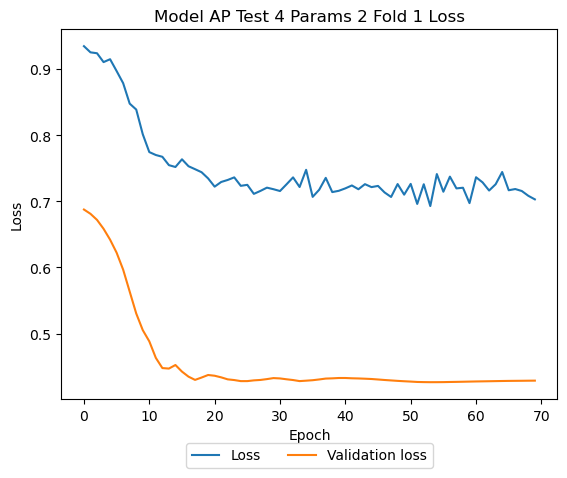 Model AP Test 4 Params 2 Fold 1 Loss
Loss
0.9
0.8
0.7
0.6
0.5
0 10 20 30 40 50 60 70
Epoch
Loss Validation loss